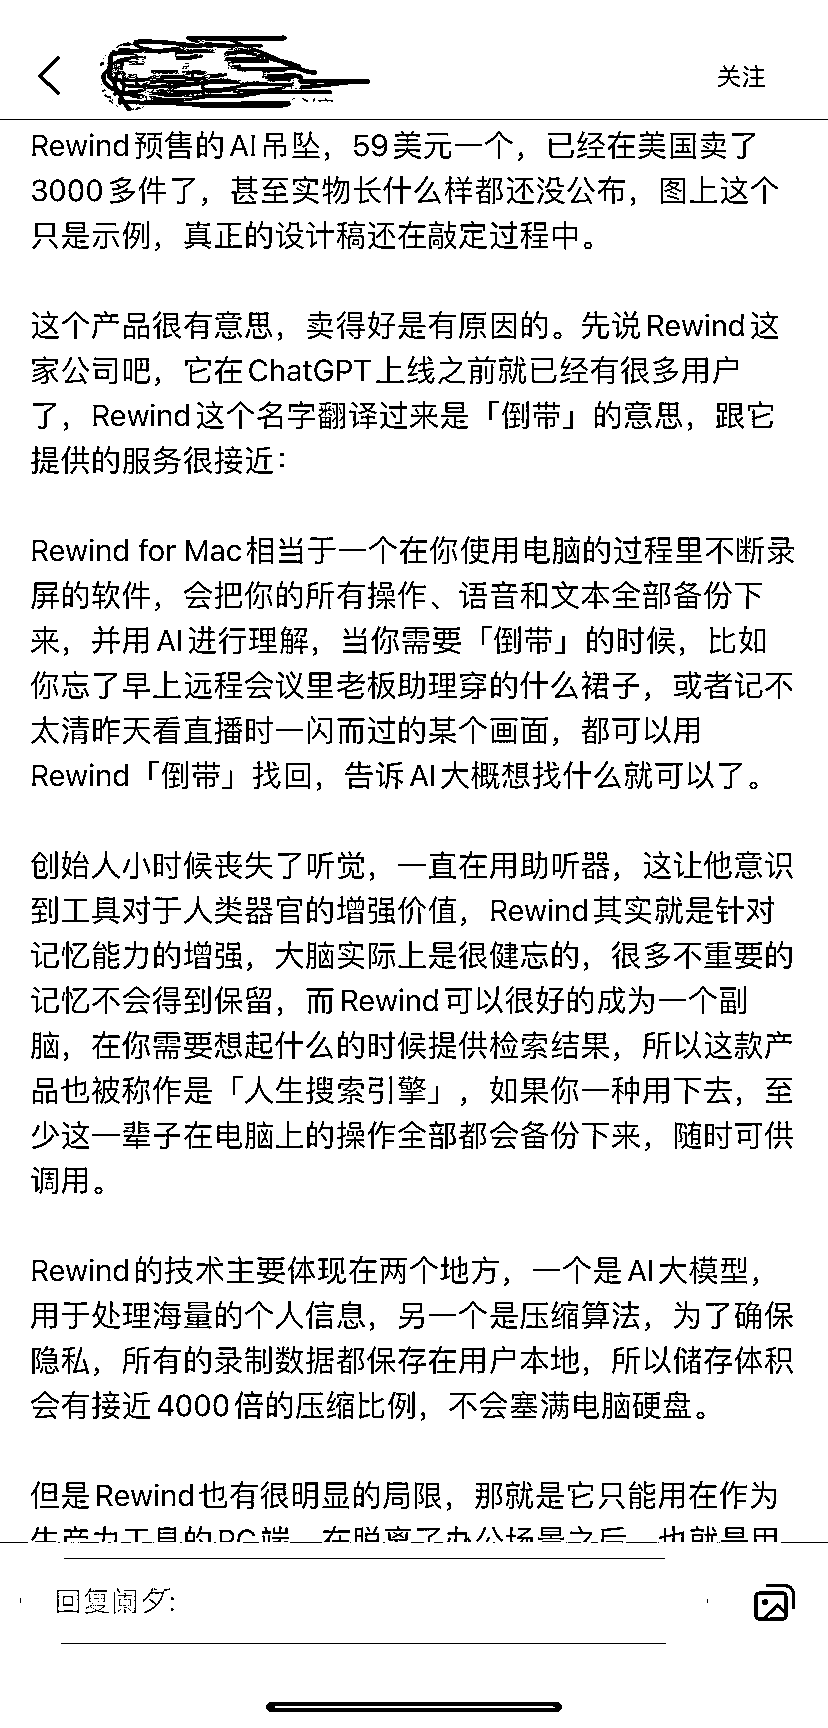 关注
Rewind预售的AI吊坠，59美元一个，已经在美国卖了
3000多件了，甚至实物长什么样都还没公布，图上这个
只是示例，真正的设计稿还在敲定过程中。
这个产品很有意思，卖得好是有原因的。先说Rewind这
家公司吧，它在ChatGPT上线之前就已经有很多用户
了，Rewind这个名字翻译过来是「倒带」的意思，跟它
提供的服务很接近：
Rewind for Mac相当于一个在你使用电脑的过程里不断录
屏的软件，会把你的所有操作、语音和文本全部备份下
来，并用AI进行理解，当你需要「倒带」的时候，比如
你忘了早上远程会议里老板助理穿的什么裙子，或者记不
太清昨天看直播时一闪而过的某个画面，都可以用
Rewind「倒带」找回，告诉AI大概想找什么就可以了。
创始人小时候丧失了听觉，一直在用助听器，这让他意识
到工具对于人类器官的增强价值，Rewind其实就是针对
记忆能力的增强，大脑实际上是很健忘的，很多不重要的
记忆不会得到保留，而Rewind可以很好的成为一个副
脑，在你需要想起什么的时候提供检索结果，所以这款产
品也被称作是「人生搜索引擎」，如果你一种用下去，至
少这一辈子在电脑上的操作全部都会备份下来，随时可供
调用。
Rewind的技术主要体现在两个地方，一个是AI大模型，
用于处理海量的个人信息，另一个是压缩算法，为了确保
隐私，所有的录制数据都保存在用户本地，所以储存体积
会有接近4000倍的压缩比例，不会塞满电脑硬盘。
但是Rewind也有很明显的局限，那就是它只能用在作为
生产力工具的PC端，在脱离了办公场景之后，也就是用
回复阑夕: